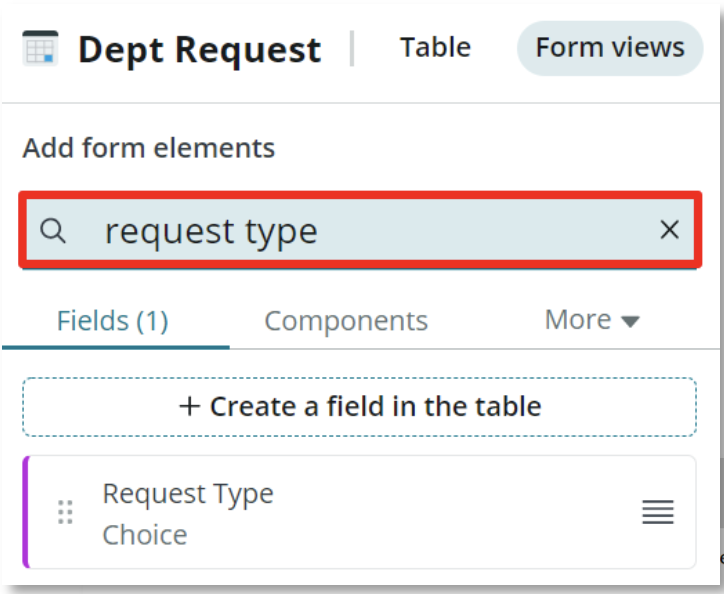 Dept Request Table Form views
Add form elements
request type
Fields (1) Components More
+ Create a field in the table
Request Type
Choice